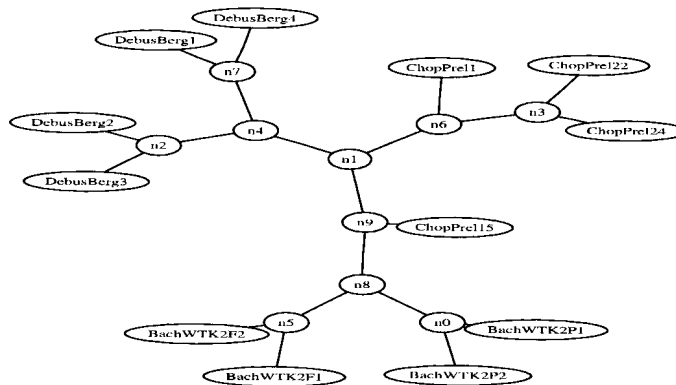 DebusBerg4
DebusBerg1
n7
ChopPrel1
ChopPrel22
DebusBerg2
n4
n6
n3
ChopPrel24
n2
n1
DebusBerg3
n9
ChopPrel15
n8
BachWTK2F2
n5
n0
BachWTK2P1
BachWTK2F1
BachWTK2P2